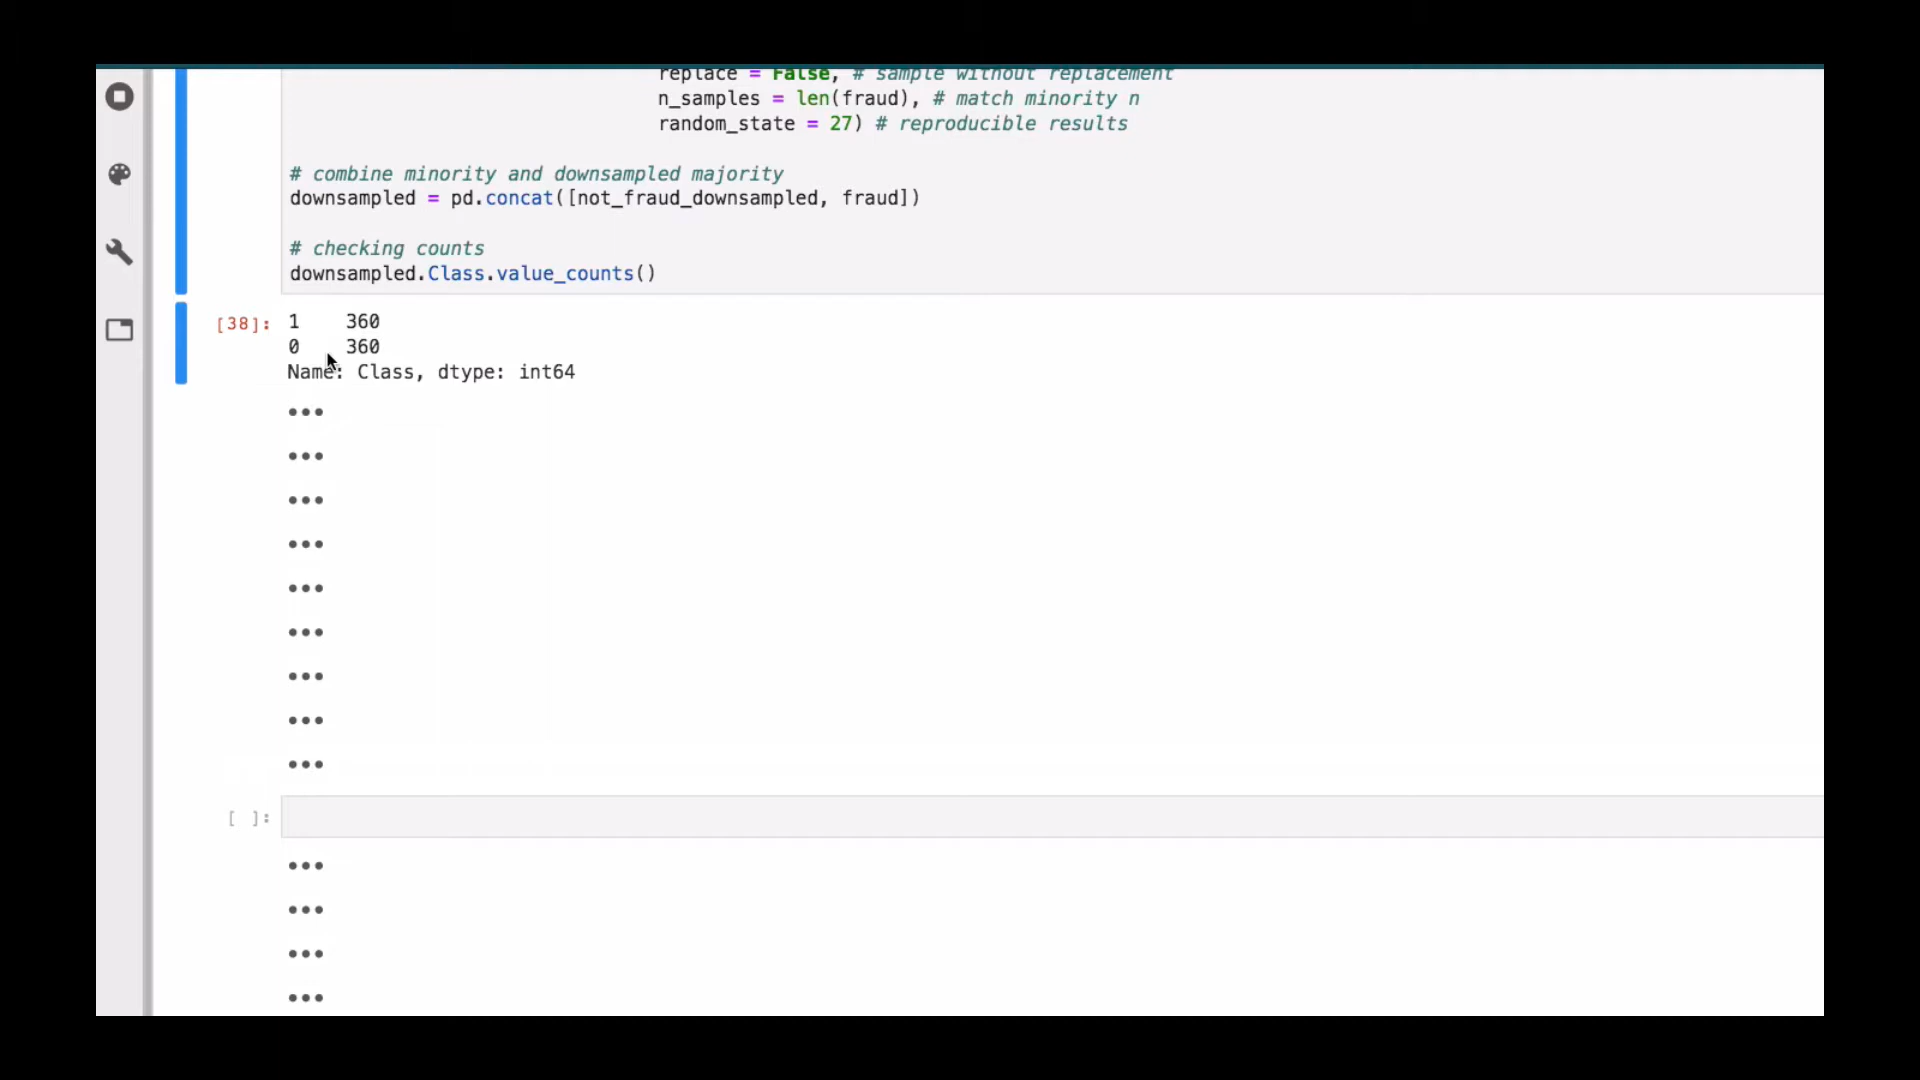 replace = False, # sample without replacement
n_samples = len(fraud), # match minority n
random_state = 27) # reproducible results
# combine minority and downsampled majority
downsampled = pd.concat([not_fraud_downsampled, fraud])
# checking counts
downsampled.Class.value_counts()
[38]: 1 360
0 360
Name: Class, dtype: int64
•••
•••
•••
•••
•••
•••
•••
•••
•••
[ ]:
•••
•••
•••
•••